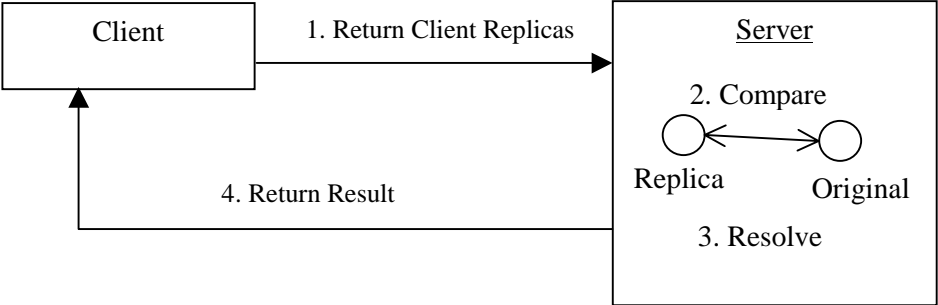 Client
1. Return Client Replicas
Server
2. Compare
Replica
Original
4. Return Result
3. Resolve